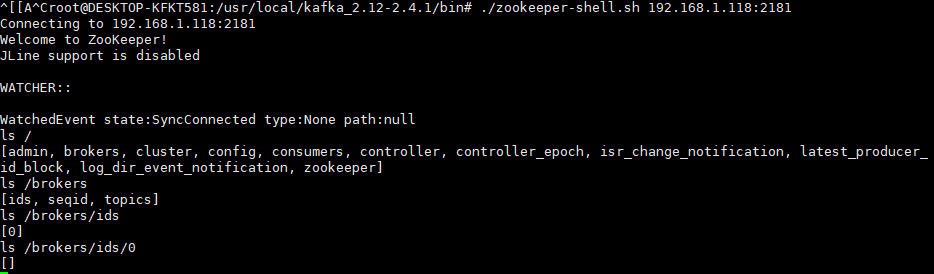 ^[[A^Croot@DESKTOP-KFKT581:/usr/local/kafka_2.12-2.4.1/bin# ./zookeeper-shell.sh 192.168.1.118:2181
Connecting to 192.168.1.118:2181
Welcome to ZooKeeper!
JLine support is disabled
WATCHER::
WatchedEvent state:SyncConnected type:None path:null
ls /
[admin, brokers, cluster, config, consumers, controller, controller_epoch, isr_change_notification, latest_producer_
id_block, log_dir_event_notification, zookeeper]
ls /brokers
[ids, seqid, topics]
ls /brokers/ids
[0]
ls /brokers/ids/0
[]